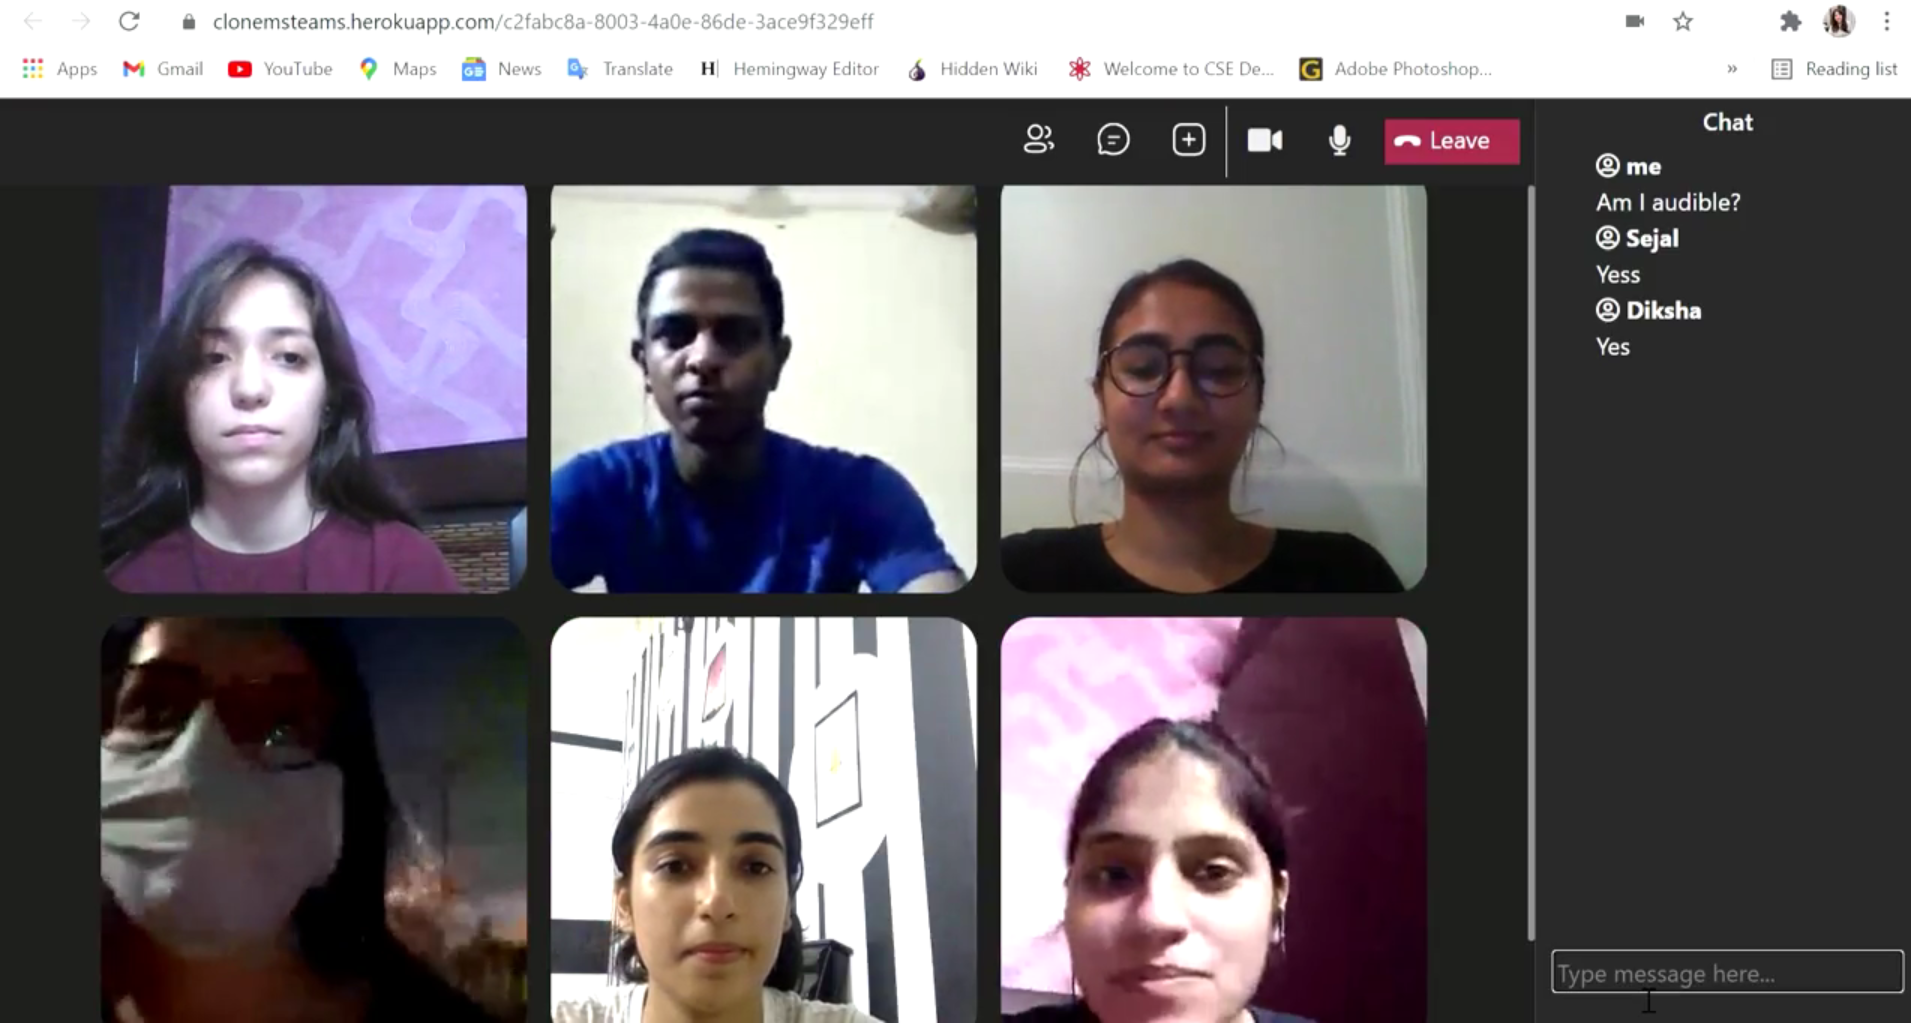 clonemsteams.herokuapp.com/c2fabc8a-8003-4a0e-86de-3ace9f329eff
Apps Gmail YouTube Maps GE News G Translate H Hemingway Editor Hidden Wiki Welcome to CSE De... G Adobe Photoshop... » Reading list
Leave
Chat
me
Am I audible?
Sejal
Yess
Diksha
Yes
Type message here...